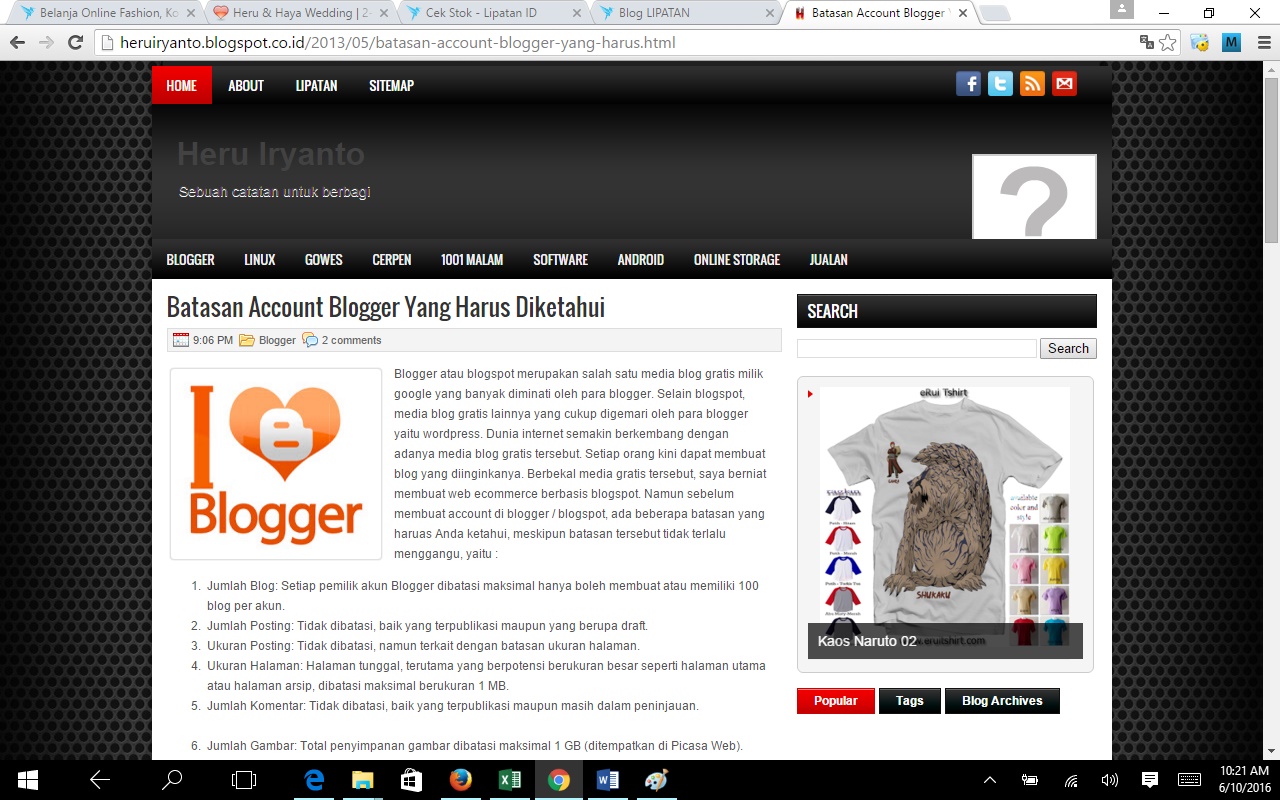 Belanja Online Fashion, Ko
Heru & Haya Wedding | 2-
Cek Stok - Lipatan ID
Blog LIPATAN
Batasan Account Blogger
heruiryanto.blogspot.co.id/2013/05/batasan-account-blogger-yang-harus.html
M
HOME ABOUT LIPATAN SITEMAP
Heru Iryanto
Sebuah catatan untuk berbagi
?
BLOGGER LINUX GOWES CERPEN 1001 MALAM SOFTWARE ANDROID ONLINE STORAGE JUALAN
Batasan Account Blogger Yang Harus Diketahui
9:06 PM Blogger 2 comments
I
Blogger
Blogger atau blogspot merupakan salah satu media blog gratis milik
google yang banyak diminati oleh para blogger. Selain blogspot,
media blog gratis lainnya yang cukup digemari oleh para blogger
yaitu wordpress. Dunia internet semakin berkembang dengan
adanya media blog gratis tersebut. Setiap orang kini dapat membuat
blog yang diinginkanya. Berbekal media gratis tersebut, saya berniat
membuat web ecommerce berbasis blogspot. Namun sebelum
membuat account di blogger / blogspot, ada beberapa batasan yang
haruas Anda ketahui, meskipun batasan tersebut tidak terlalu
menggangu, yaitu :
1. Jumlah Blog: Setiap pemilik akun Blogger dibatasi maksimal hanya boleh membuat atau memiliki 100
blog per akun.
2. Jumlah Posting: Tidak dibatasi, baik yang terpublikasi maupun yang berupa draft.
3. Ukuran Posting: Tidak dibatasi, namun terkait dengan batasan ukuran halaman.
4. Ukuran Halaman: Halaman tunggal, terutama yang berpotensi berukuran besar seperti halaman utama
atau halaman arsip, dibatasi maksimal berukuran 1 MB.
5. Jumlah Komentar: Tidak dibatasi, baik yang terpublikasi maupun masih dalam peninjauan.
6. Jumlah Gambar: Total penyimpanan gambar dibatasi maksimal 1 GB (ditempatkan di Picasa Web).
SEARCH
Search
eRui Tshirt
available
color and
style
SHUKAKU
Kaos Naruto 02
Popular Tags Blog Archives
10:21 AM
6/10/2016